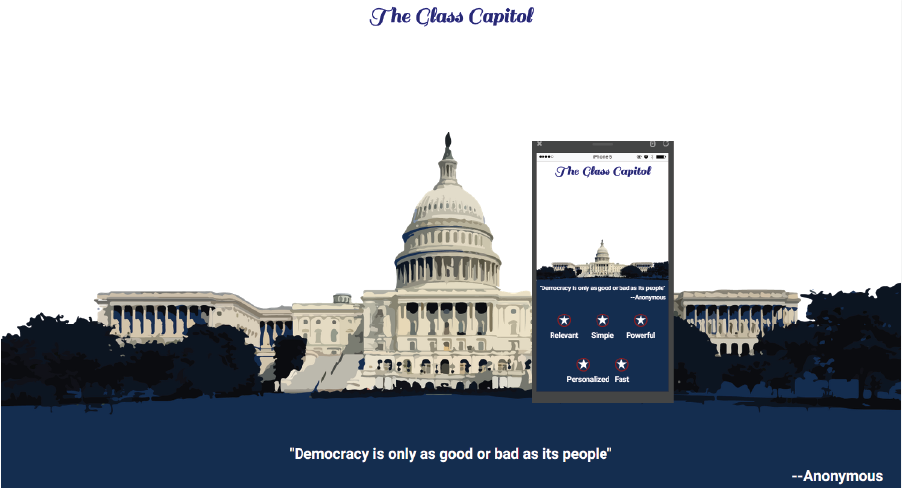 The Glass Capitol
iPhone 5
The Glass Capitol
"Democracy is only as good or bad as its people"
--Anonymous
Relevant Simple Powerful
Personalized Fast
"Democracy is only as good or bad as its people"
--Anonymous